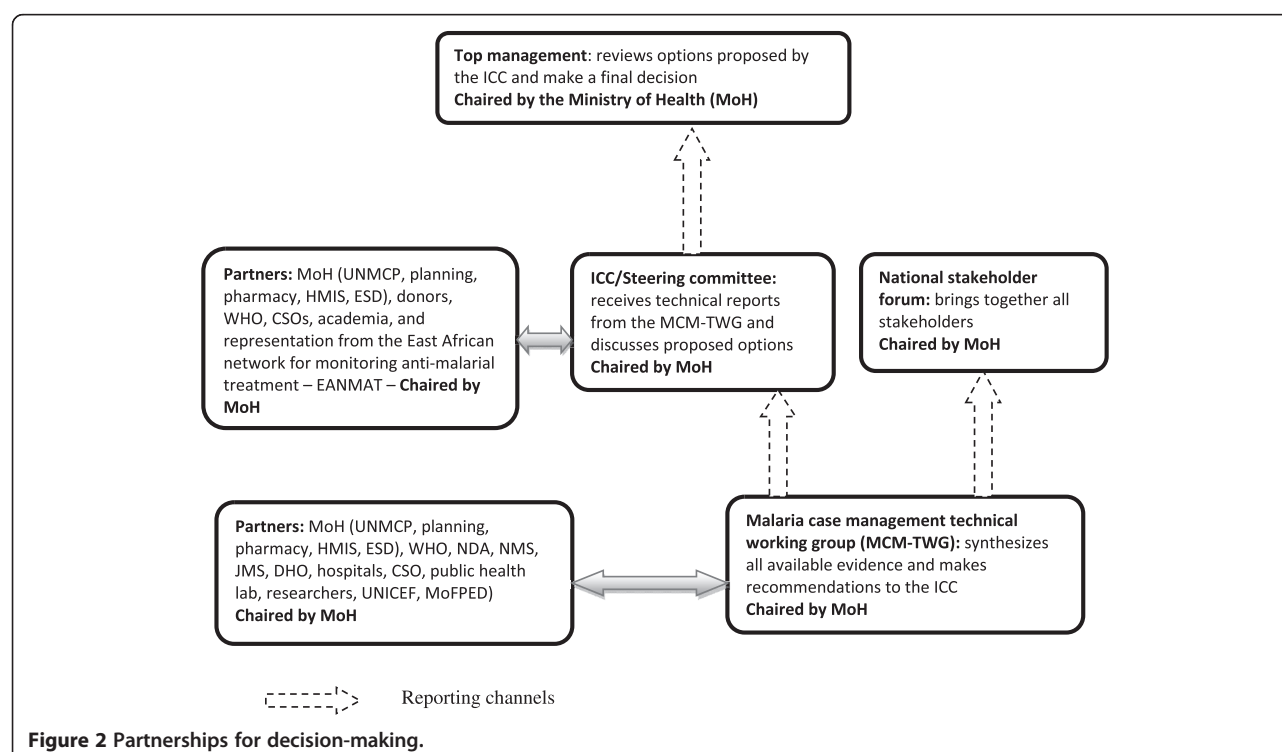 Top management: reviews options proposed by
the ICC and make a final decision
Chaired by the Ministry of Health (MoH)
Partners: MoH (UNMCP, planning,
pharmacy, HMIS, ESD), donors,
WHO, CSOs, academia, and
representation from the East African
network for monitoring anti-malarial
treatment – EANMAT – Chaired by
MoH
ICC/Steering committee:
receives technical reports
from the MCM-TWG and
discusses proposed options
Chaired by MoH
National stakeholder
forum: brings together all
stakeholders
Chaired by MoH
Partners: MoH (UNMCP, planning,
pharmacy, HMIS, ESD), WHO, NDA, NMS,
JMS, DHO, hospitals, CSO, public health
lab, researchers, UNICEF, MoFPED)
Chaired by MoH
Malaria case management technical
working group (MCM-TWG): synthesizes
all available evidence and makes
recommendations to the ICC
Chaired by MoH
Reporting channels
Figure 2 Partnerships for decision-making.